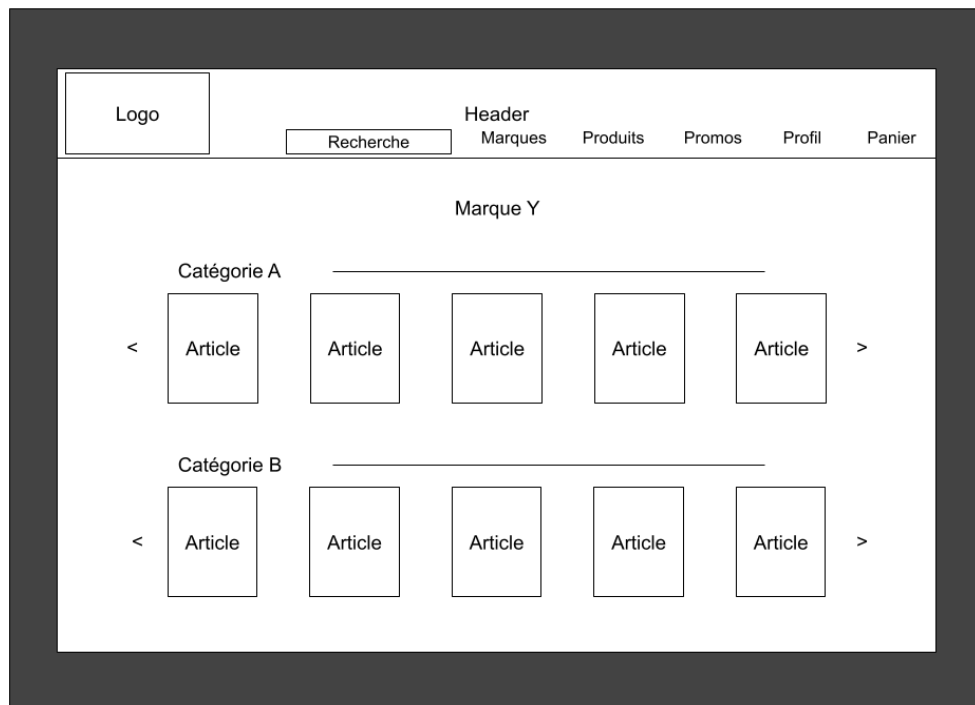 Logo
Header
Recherche Marques Produits Promos Profil Panier
Marque Y
Catégorie A
< Article Article Article Article Article >
Catégorie B
< Article Article Article Article Article >